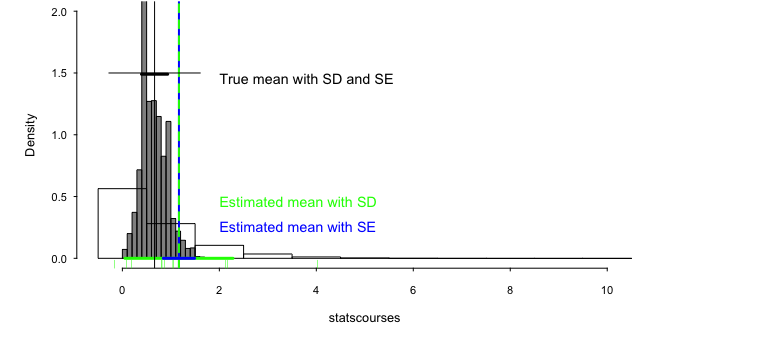 2.0
1.5
True mean with SD and SE
1.0
Density
0.5
Estimated mean with SD
Estimated mean with SE
0.0
0 2 4 6 8 10
statscourses